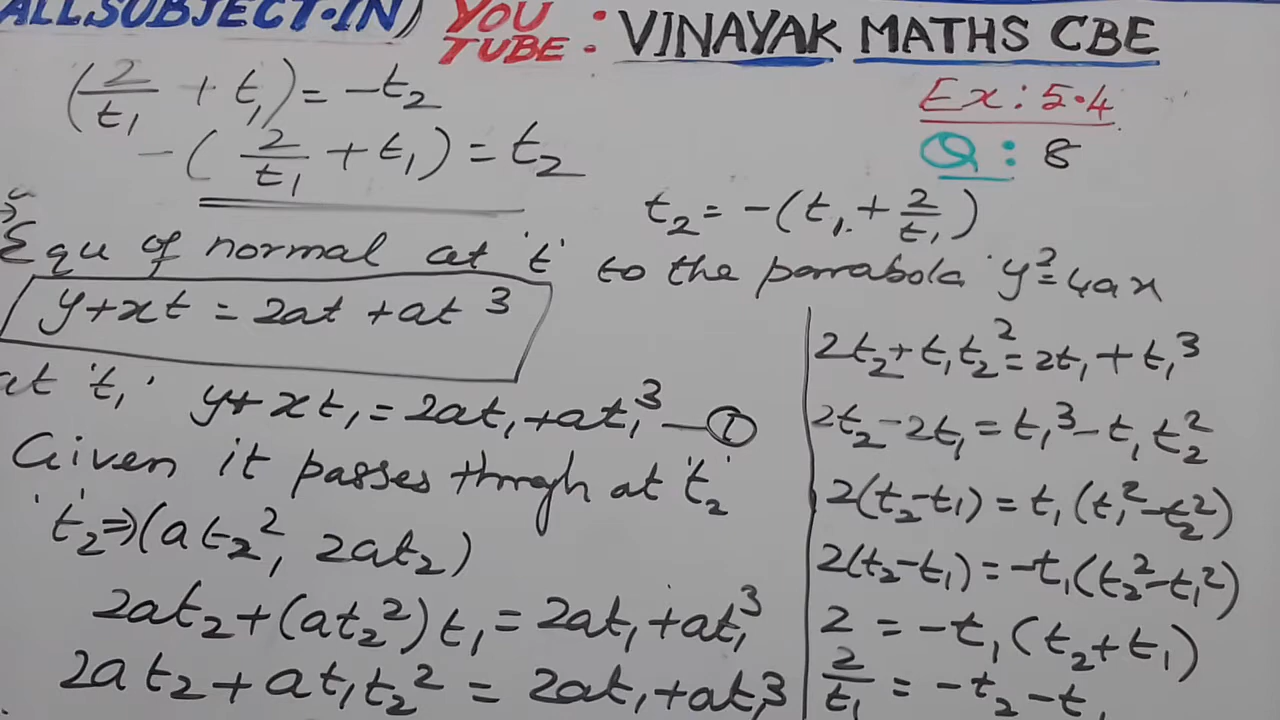 ALLSUBJECT.IN) YOU TUBE : VINAYAK MATHS CBE
Ex : 5.4
Q : 8
(2/t₁ + t₁) = -t₂
-(2/t₁ + t₁) = t₂
t₂ = -(t₁ + 2/t₁)
Equ of normal at 't' to the parrabola y² = 4ax
y+xt = 2at + at³
at 't₁' y+xt₁ = 2at₁+at₁³ — ①
Given it passes throgh at 't₂'
't₂' ⇒ (at₂², 2at₂)
2at₂ + (at₂²)t₁ = 2at₁ + at₁³
2at₂ + at₁t₂² = 2at₁ + at₁³
2t₂ + t₁t₂² = 2t₁ + t₁³
2t₂ - 2t₁ = t₁³ - t₁t₂²
2(t₂-t₁) = t₁(t₁²-t₂²)
2(t₂-t₁) = -t₁(t₂²-t₁²)
2 = -t₁(t₂+t₁)
2/t₁ = -t₂-t₁